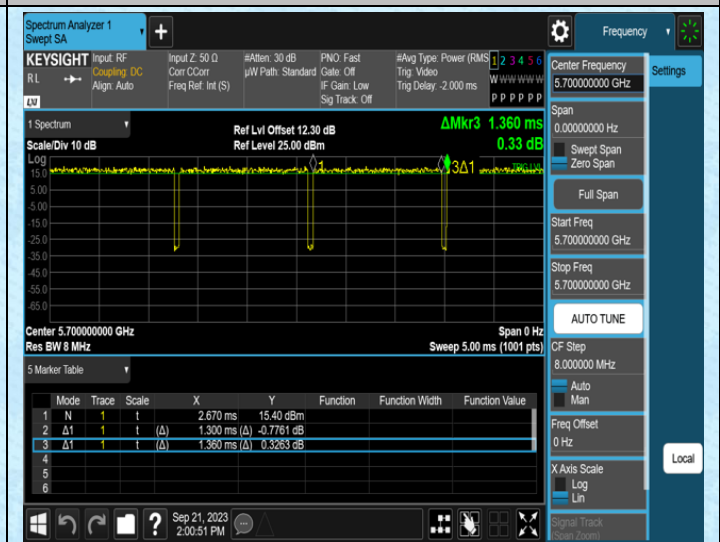 Spectrum Analyzer 1
Swept SA
+
Frequency
KEYSIGHT
Input: RF
Coupling: DC
Align: Auto
Input Z: 50 Ω
Corr CCorr
Freq Ref: Int (S)
#Atten: 30 dB
µW Path: Standard
PNO: Fast
Gate: Off
IF Gain: Low
Sig Track: Off
#Avg Type: Power (RMS
Trig: Video
Trig Delay: -2.000 ms
1 2 3 4 5 6
W W W W W W
P P P P P P
RL
LXI
1 Spectrum
Scale/Div 10 dB
Ref Lvl Offset 12.30 dB
Ref Level 25.00 dBm
ΔMkr3 1.360 ms
0.33 dB
Log
15.0
5.00
-5.00
-15.0
-25.0
-35.0
-45.0
-55.0
-65.0
1
3Δ1
TRIG LVL
Center 5.700000000 GHz
Res BW 8 MHz
Span 0 Hz
Sweep 5.00 ms (1001 pts)
5 Marker Table
Mode Trace Scale X Y Function Function Width Function Value
1 N 1 t 2.670 ms 15.40 dBm
2 Δ1 1 t (Δ) 1.300 ms (Δ) -0.7761 dB
3 Δ1 1 t (Δ) 1.360 ms (Δ) 0.3263 dB
4
5
6
?
Sep 21, 2023
2:00:51 PM
Center Frequency
5.700000000 GHz
Span
0.00000000 Hz
Swept Span
Zero Span
Full Span
Start Freq
5.700000000 GHz
Stop Freq
5.700000000 GHz
AUTO TUNE
CF Step
8.000000 MHz
Auto
Man
Freq Offset
0 Hz
X Axis Scale
Log
Lin
Signal Track
(Span Zoom)
Settings
Local